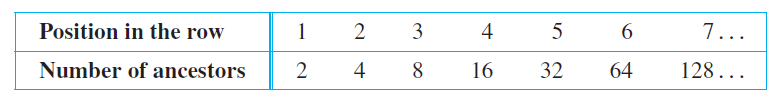 Position in the row 1 2 3 4 5 6 7...
Number of ancestors 2 4 8 16 32 64 128...